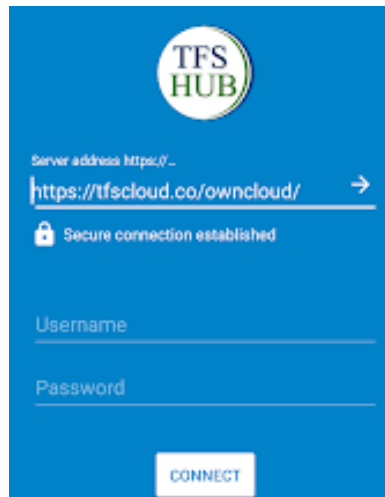 TFS
HUB
Server address https://…
https://tfscloud.co/owncloud/
Secure connection established
Username
Password
CONNECT